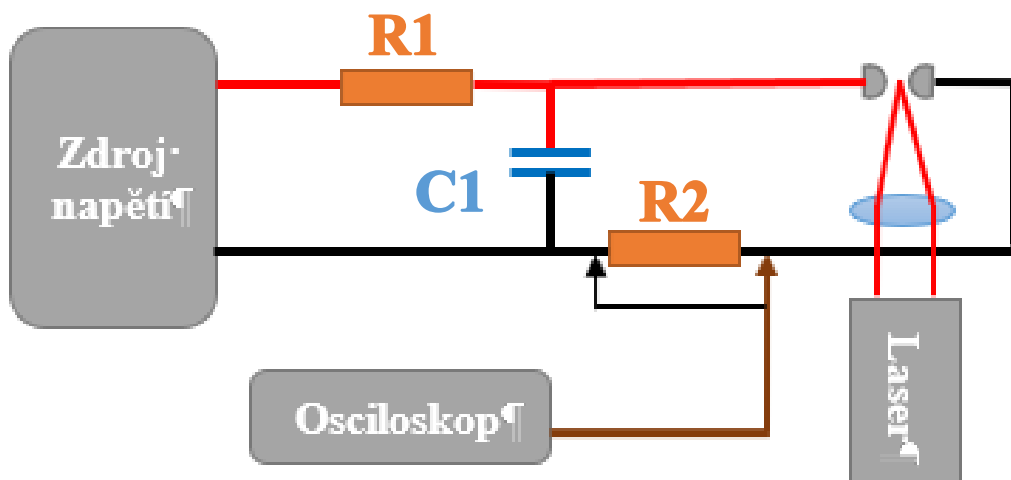 R1
Zdroj·
napětí¶
C1
R2
Osciloskop¶
Laser¶